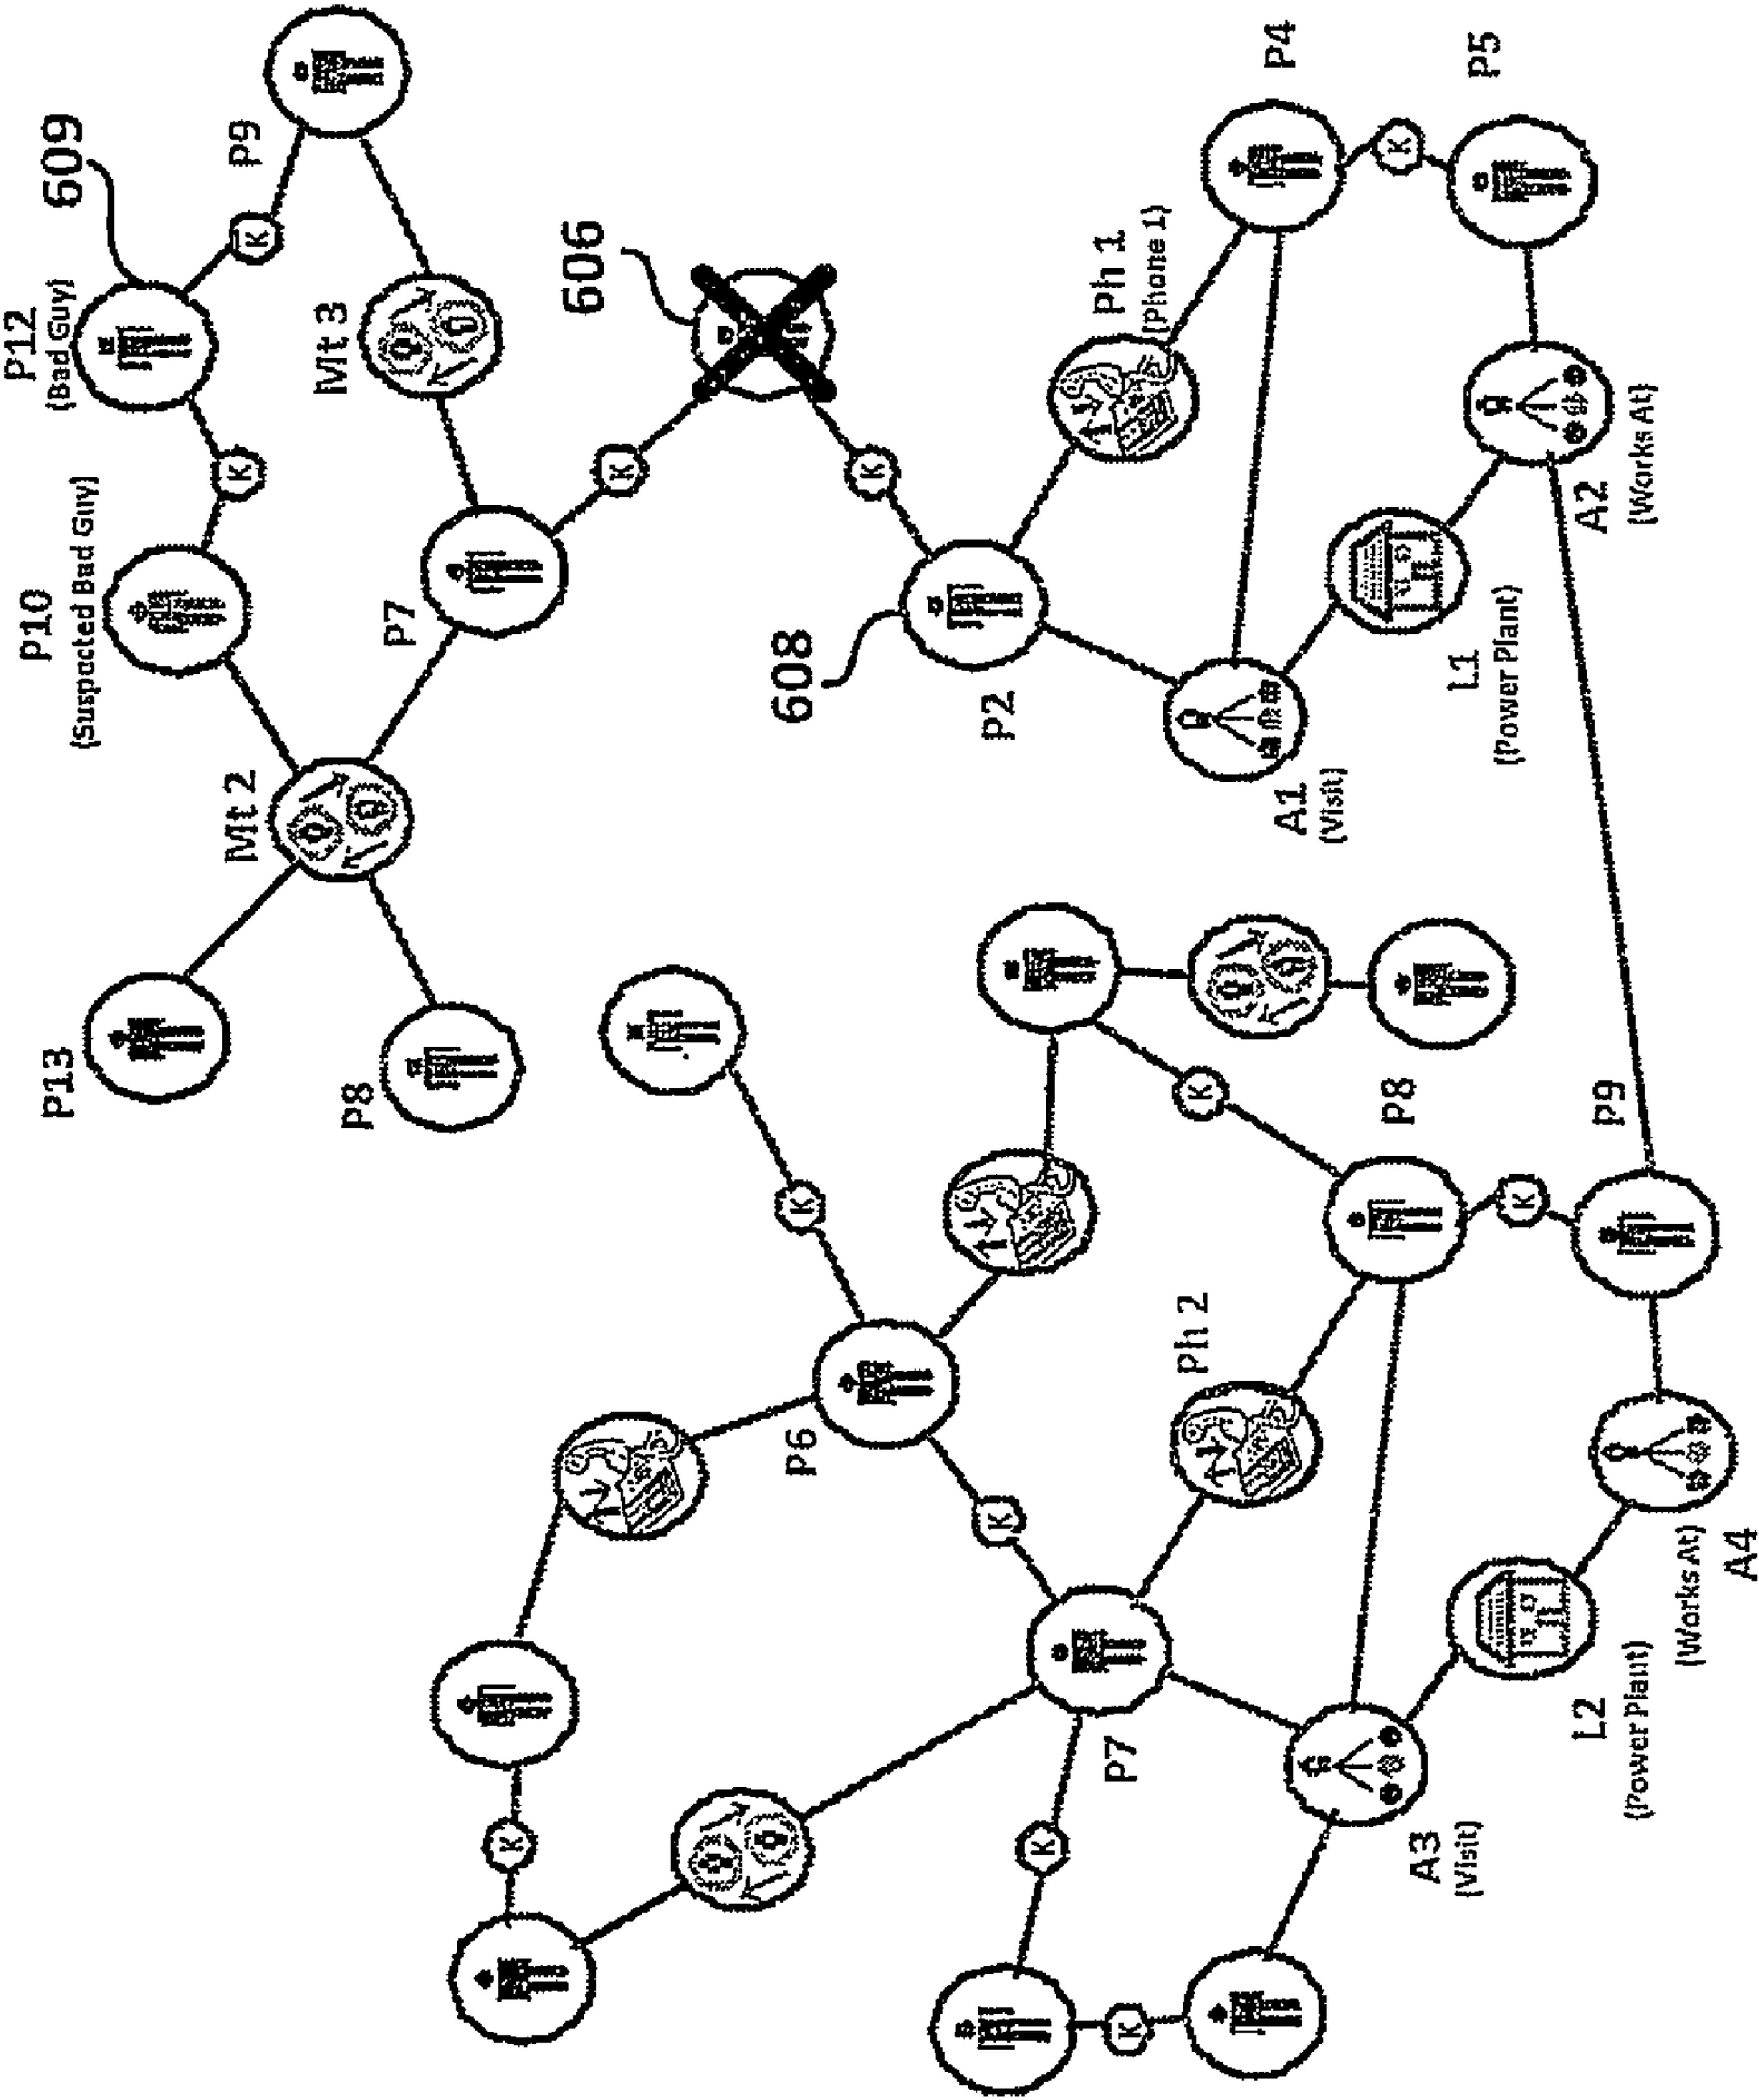 P12
(Bad Guy)
609
P9
K
K
P10
(Suspected Bad Guy)
Mt 3
606
P7
K
K
Mt 2
P13
P8
608
P2
Ph 1
(Phone 1)
P4
K
P5
A1
(Visit)
L1
(Power Plant)
A2
(Works At)
K
P6
K
K
P8
Ph 2
K
P9
K
P7
K
K
A3
(Visit)
L2
(Power Plant)
(Works At)
A4